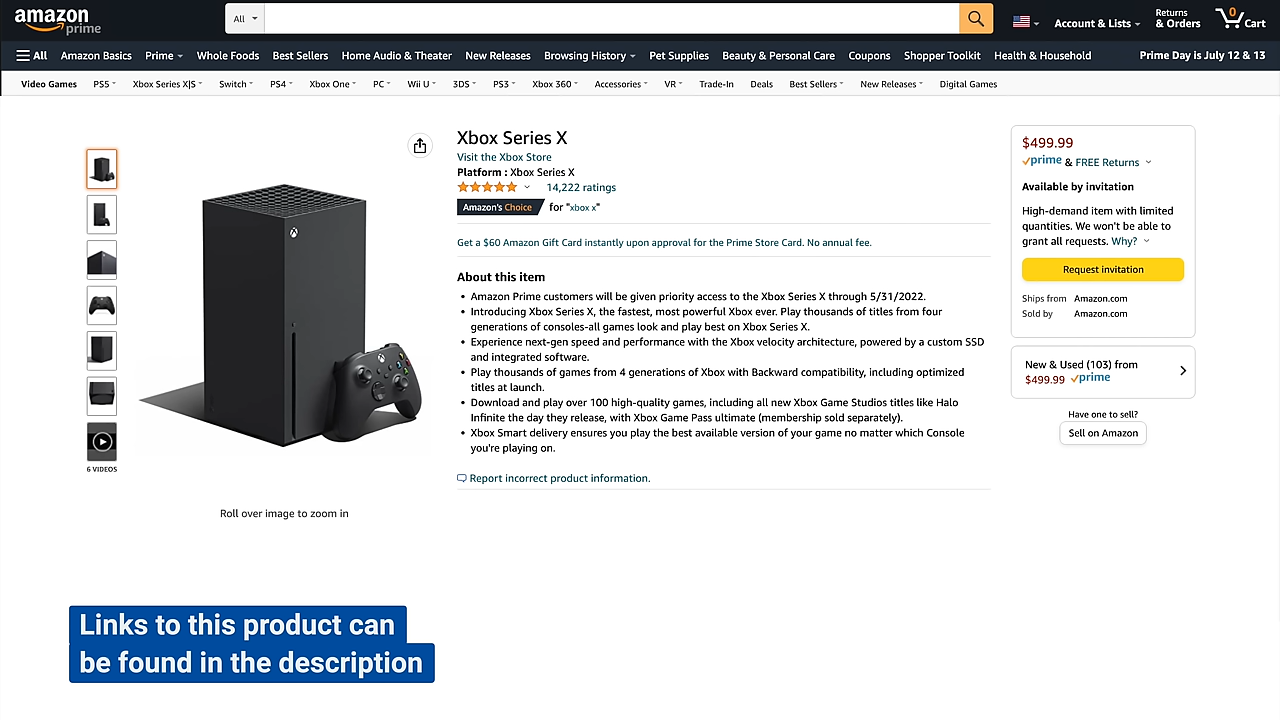 amazon
prime
All
Account & Lists
Returns
& Orders
0
Cart
All
Amazon Basics
Prime
Whole Foods
Best Sellers
Home Audio & Theater
New Releases
Browsing History
Pet Supplies
Beauty & Personal Care
Coupons
Shopper Toolkit
Health & Household
Prime Day is July 12 & 13
Video Games
PS5
Xbox Series X|S
Switch
PS4
Xbox One
PC
Wii U
3DS
PS3
Xbox 360
Accessories
VR
Trade-In
Deals
Best Sellers
New Releases
Digital Games
6 VIDEOS
Roll over image to zoom in
Xbox Series X
Visit the Xbox Store
Platform : Xbox Series X
14,222 ratings
Amazon's Choice for "xbox x"
Get a $60 Amazon Gift Card instantly upon approval for the Prime Store Card. No annual fee.
About this item
• Amazon Prime customers will be given priority access to the Xbox Series X through 5/31/2022.
• Introducing Xbox Series X, the fastest, most powerful Xbox ever. Play thousands of titles from four
generations of consoles-all games look and play best on Xbox Series X.
• Experience next-gen speed and performance with the Xbox velocity architecture, powered by a custom SSD
and integrated software.
• Play thousands of games from 4 generations of Xbox with Backward compatibility, including optimized
titles at launch.
• Download and play over 100 high-quality games, including all new Xbox Game Studios titles like Halo
Infinite the day they release, with Xbox Game Pass ultimate (membership sold separately).
• Xbox Smart delivery ensures you play the best available version of your game no matter which Console
you're playing on.
Report incorrect product information.
$499.99
prime & FREE Returns
Available by invitation
High-demand item with limited
quantities. We won't be able to
grant all requests. Why?
Request invitation
Ships from Amazon.com
Sold by Amazon.com
New & Used (103) from
$499.99 prime
Have one to sell?
Sell on Amazon
Links to this product can
be found in the description